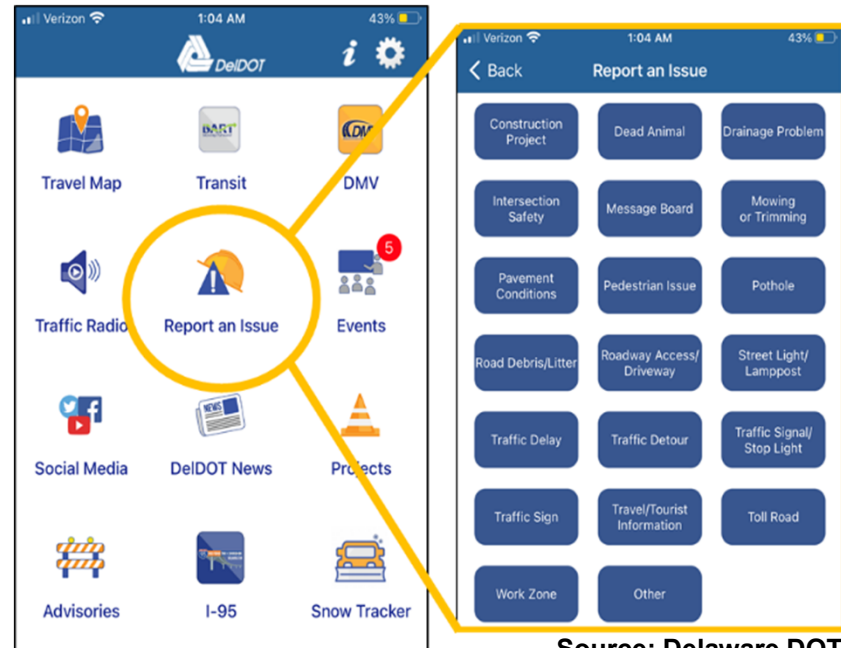 Verizon 1:04 AM 43%
DelDOT i
DART DMV
Travel Map Transit DMV
5
Traffic Radio Report an Issue Events
NEWS
Social Media DelDOT News Projects
Advisories I-95 Snow Tracker
Verizon 1:04 AM 43%
Back Report an Issue
Construction
Project
Dead Animal
Drainage Problem
Intersection
Safety
Message Board
Mowing
or Trimming
Pavement
Conditions
Pedestrian Issue
Pothole
Road Debris/Litter
Roadway Access/
Driveway
Street Light/
Lamppost
Traffic Delay
Traffic Detour
Traffic Signal/
Stop Light
Traffic Sign
Travel/Tourist
Information
Toll Road
Work Zone
Other
Source: Delaware DOT